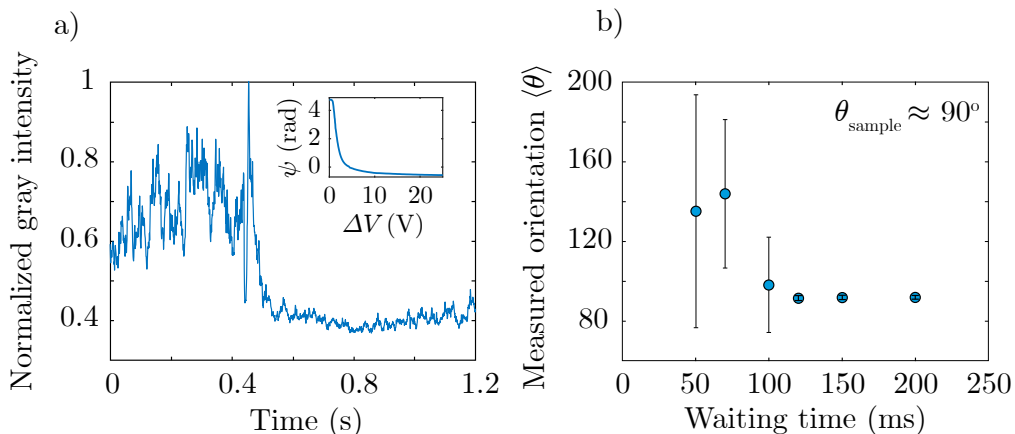 a)
Normalized gray intensity
1
0.8
0.6
0.4
0
0.4
0.8
1.2
Time (s)
ψ (rad)
4
2
0
0
10
20
ΔV (V)
b)
Measured orientation ⟨θ⟩
200
160
120
80
0
50
100
150
200
250
Waiting time (ms)
θsample ≈ 90°